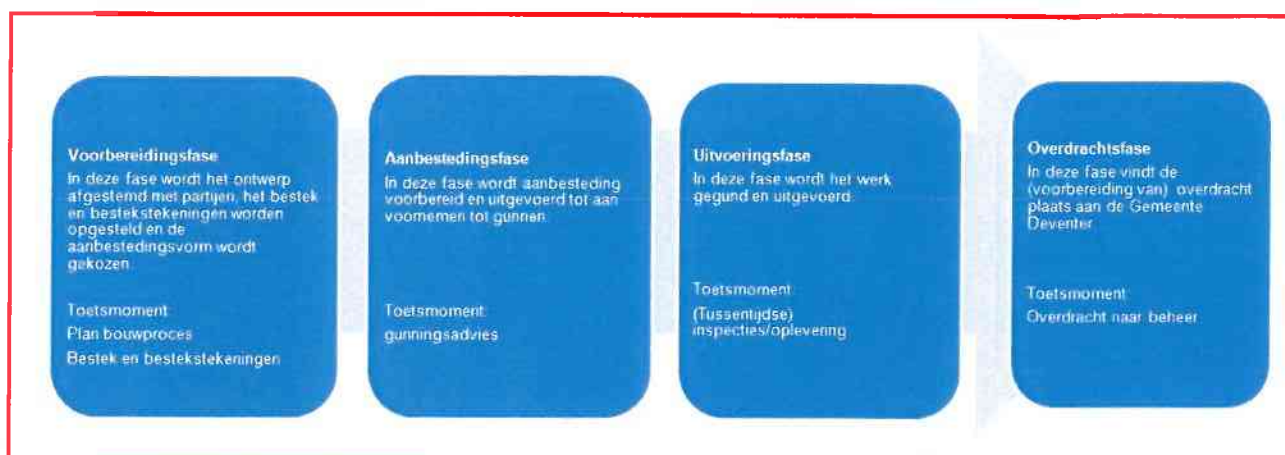 Voorbereidingsfase
In deze fase wordt het ontwerp
afgestemd met partijen, het bestek
en bestekstekeningen worden
opgesteld en de
aanbestedingsvorm wordt
gekozen
Toetsmoment
Plan bouwproces
Bestek en bestekstekeningen
Aanbestedingsfase
In deze fase wordt aanbesteding
voorbereid en uitgevoerd tot aan
voornemen tot gunnen
Toetsmoment
gunningsadvies
Uitvoeringsfase
In deze fase wordt het werk
gegund en uitgevoerd
Toetsmoment
(Tussentijdse)
inspecties/oplevering
Overdrachtsfase
In deze fase vindt de
(voorbereiding van) overdracht
plaats aan de Gemeente
Deventer
Toetsmoment
Overdracht naar beheer